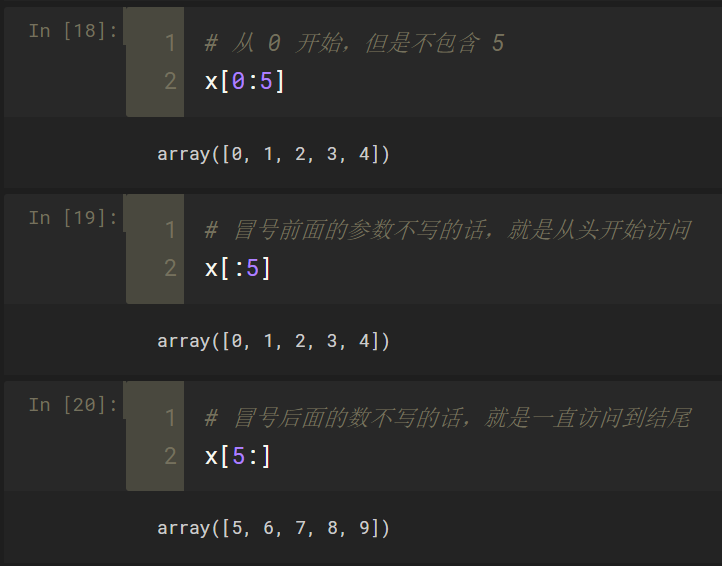 In [18]:
1 # 从 0 开始，但是不包含 5
2 x[0:5]
array([0, 1, 2, 3, 4])
In [19]:
1 # 冒号前面的参数不写的话，就是从头开始访问
2 x[:5]
array([0, 1, 2, 3, 4])
In [20]:
1 # 冒号后面的数不写的话，就是一直访问到结尾
2 x[5:]
array([5, 6, 7, 8, 9])